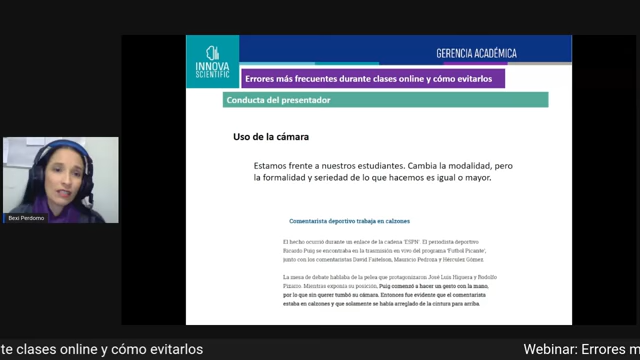 INNOVA
SCIENTIFIC
GERENCIA ACADÉMICA
Errores más frecuentes durante clases online y cómo evitarlos
Conducta del presentador
Uso de la cámara
Estamos frente a nuestros estudiantes. Cambia la modalidad, pero
la formalidad y seriedad de lo que hacemos es igual o mayor.
Comentarista deportivo trabaja en calzones
El hecho ocurrió durante un enlace de la cadena 'ESPN'. El periodista deportivo
Ricardo Puig se encontraba en la transmisión en vivo del programa 'Futbol Picante',
junto con los comentaristas David Faitelson, Mauricio Pedroza y Hércules Gómez.
La mesa de debate hablaba de la pelea que protagonizaron José Luis Higuera y Rodolfo
Pizarro. Mientras exponía su posición, Puig comenzó a hacer un gesto con la mano,
por lo que sin querer tumbó su cámara. Entonces fue evidente que el comentarista
estaba en calzones y que solamente se había arreglado de la cintura para arriba.
Bexi Perdomo
te clases online y cómo evitarlos
Webinar: Errores m